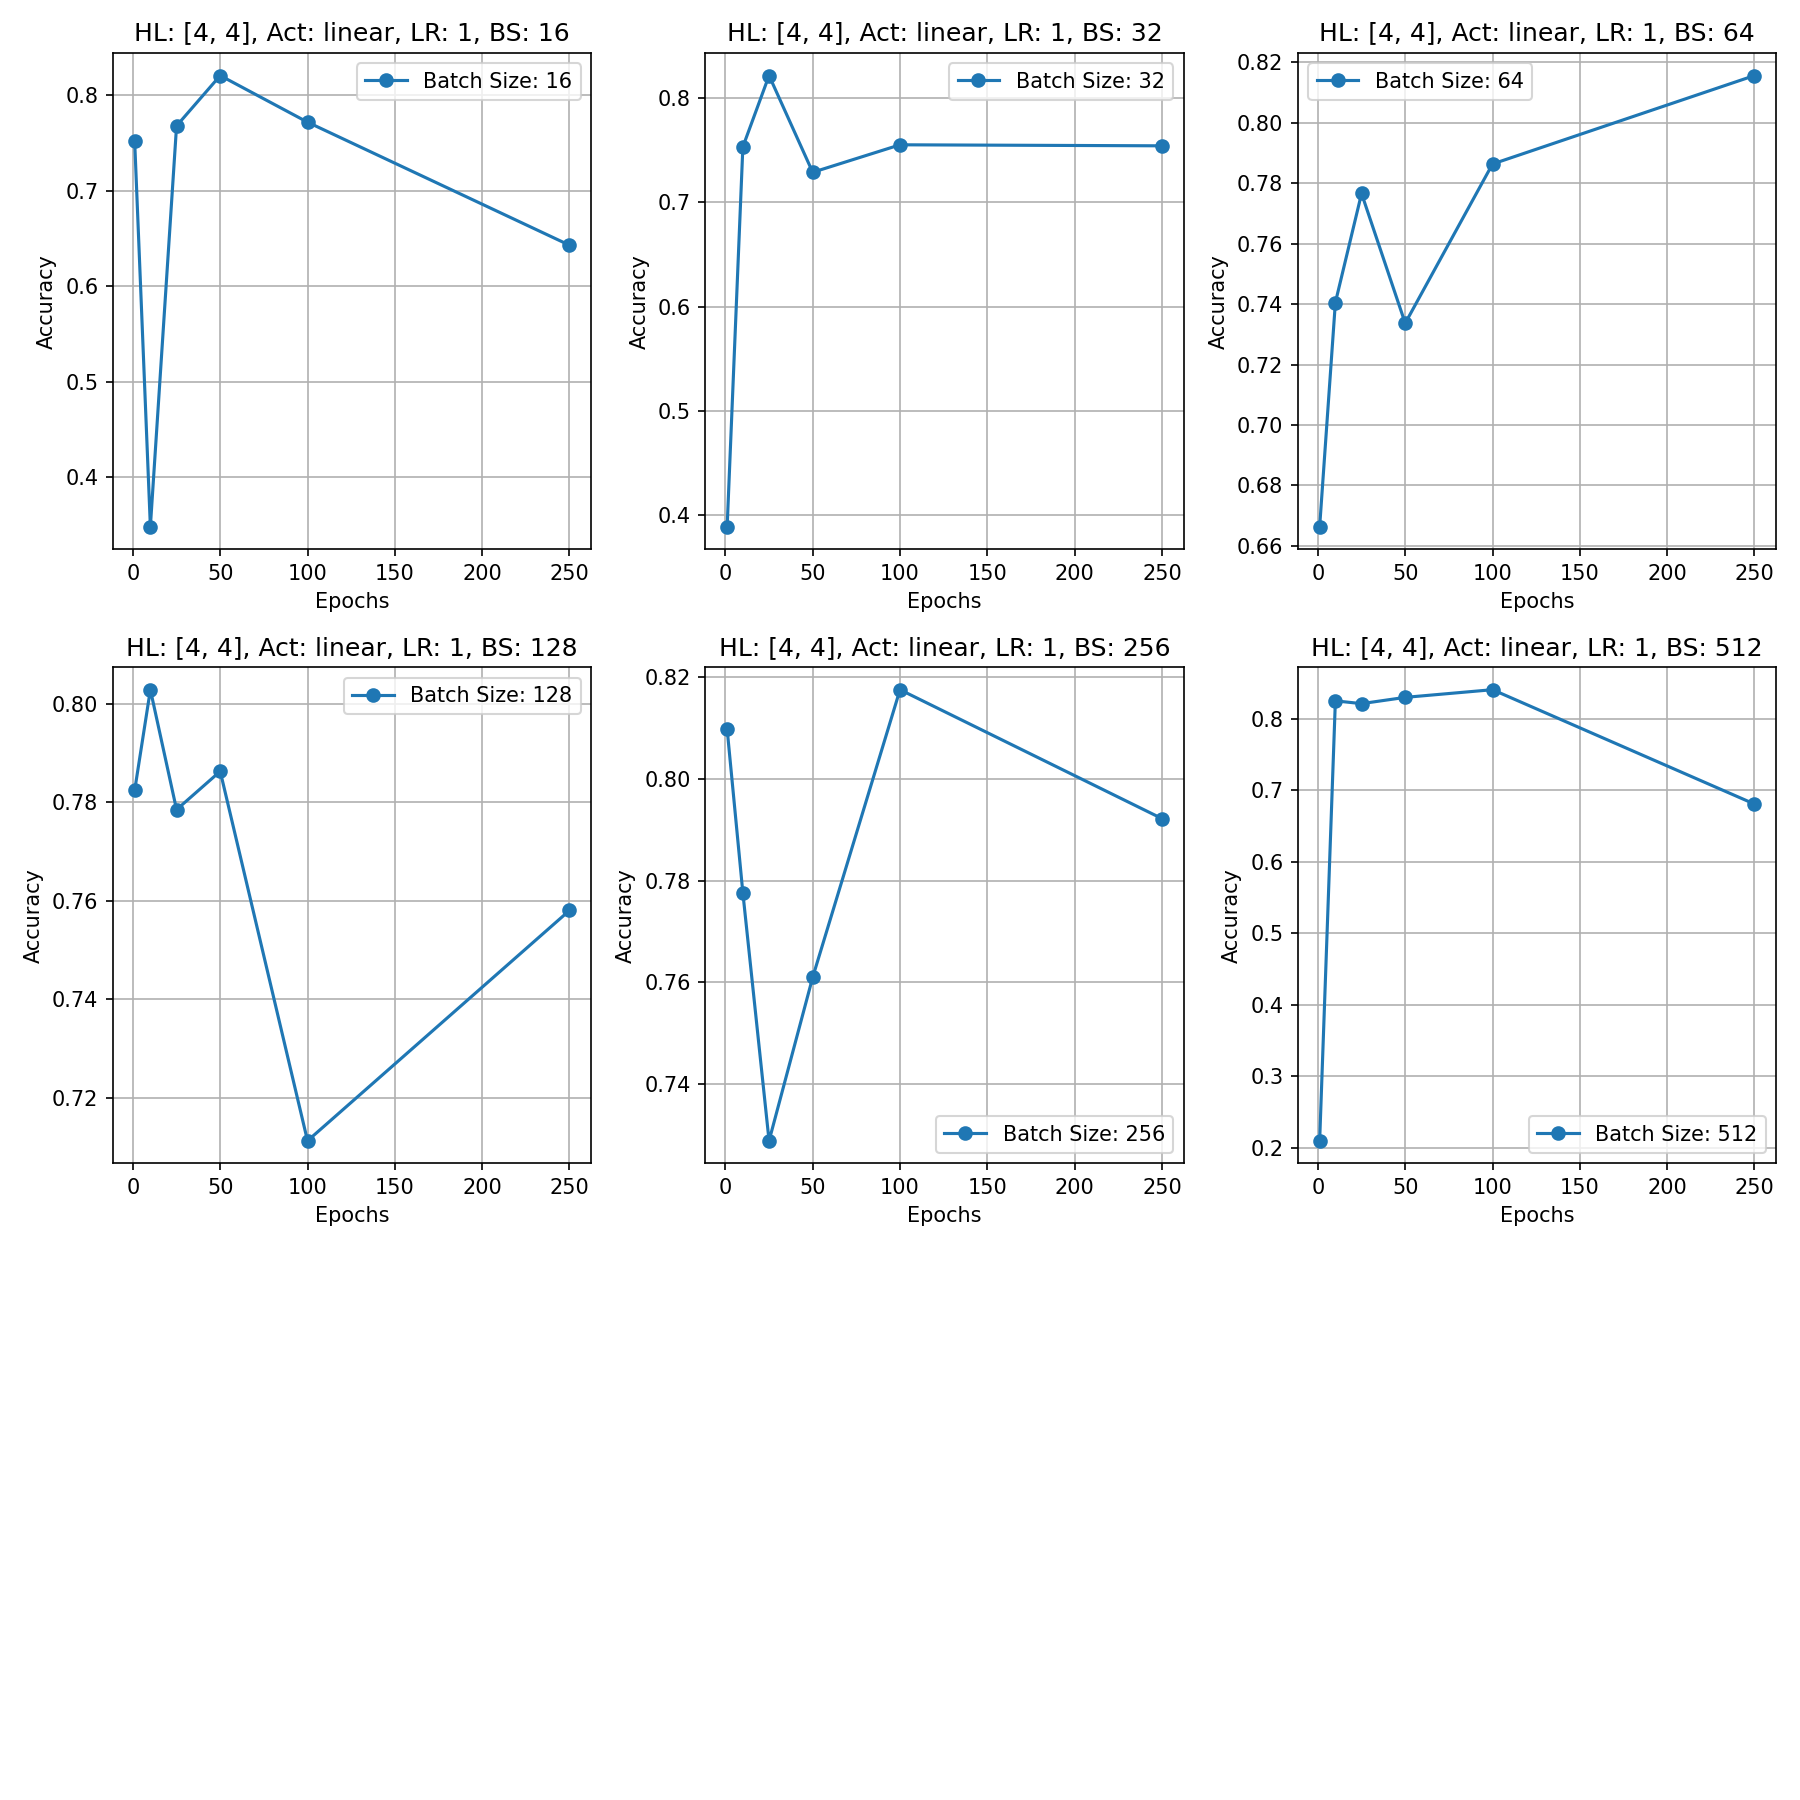 HL: [4, 4], Act: linear, LR: 1, BS: 16
Batch Size: 16
0.8
0.7
0.6
0.5
0.4
Accuracy
0 50 100 150 200 250
Epochs
HL: [4, 4], Act: linear, LR: 1, BS: 32
Batch Size: 32
0.8
0.7
0.6
0.5
0.4
Accuracy
0 50 100 150 200 250
Epochs
HL: [4, 4], Act: linear, LR: 1, BS: 64
Batch Size: 64
0.82
0.80
0.78
0.76
0.74
0.72
0.70
0.68
0.66
Accuracy
0 50 100 150 200 250
Epochs
HL: [4, 4], Act: linear, LR: 1, BS: 128
Batch Size: 128
0.80
0.78
0.76
0.74
0.72
Accuracy
0 50 100 150 200 250
Epochs
HL: [4, 4], Act: linear, LR: 1, BS: 256
0.82
0.80
0.78
0.76
0.74
Accuracy
Batch Size: 256
0 50 100 150 200 250
Epochs
HL: [4, 4], Act: linear, LR: 1, BS: 512
0.8
0.7
0.6
0.5
0.4
0.3
0.2
Accuracy
Batch Size: 512
0 50 100 150 200 250
Epochs